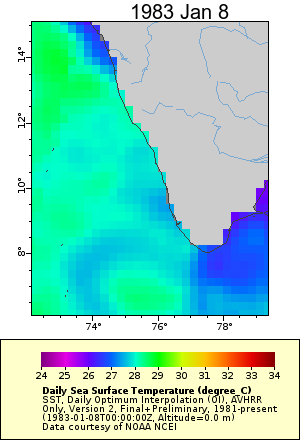 1983 Jan 8
14°
12°
10°
8°
74°
76°
78°
24 25 26 27 28 29 30 31 32 33 34
Daily Sea Surface Temperature (degree_C)
SST, Daily Optimum Interpolation (OI), AVHRR
Only, Version 2, Final+Preliminary, 1981-present
(1983-01-08T00:00:00Z, Altitude=0.0 m)
Data courtesy of NOAA NCEI